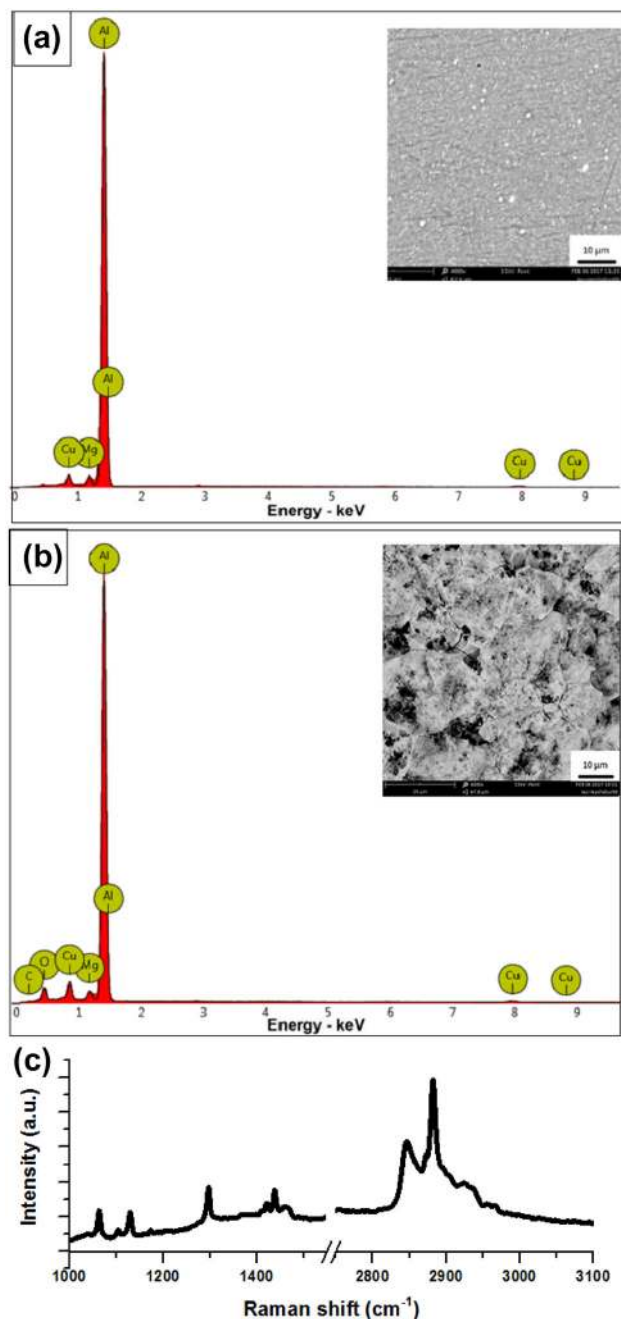 (a)
Al
10 µm
Al
Cu
Mg
Cu
Cu
0 1 2 3 4 5 6 7 8 9
Energy - keV
(b)
Al
10 µm
Al
C
O
Cu
Mg
Cu
Cu
0 1 2 3 4 5 6 7 8 9
Energy - keV
(c)
Intensity (a.u.)
1000 1200 1400 2800 2900 3000 3100
Raman shift (cm⁻¹)